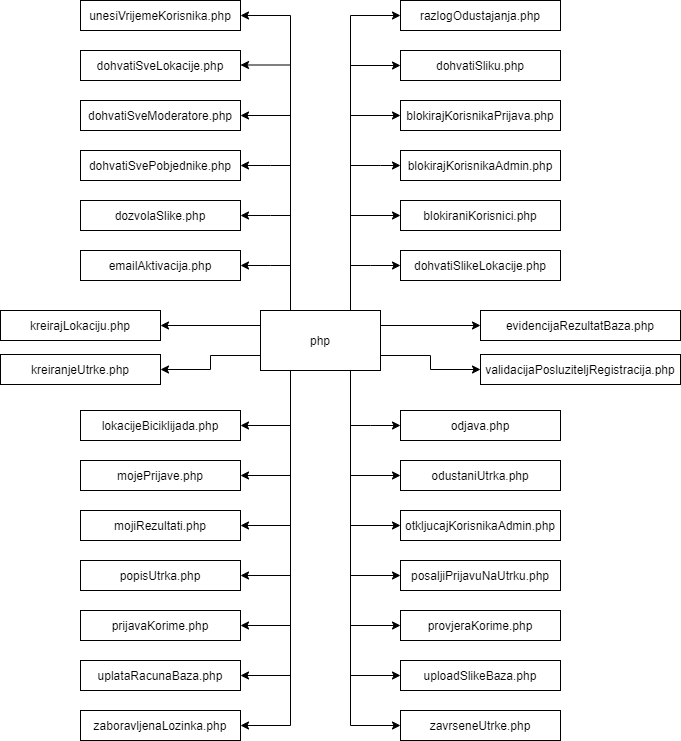 unesiVrijemeKorisnika.php
razlogOdustajanja.php
dohvatiSveLokacije.php
dohvatiSliku.php
dohvatiSveModeratore.php
blokirajKorisnikaPrijava.php
dohvatiSvePobjednike.php
blokirajKorisnikaAdmin.php
dozvolaSlike.php
blokiraniKorisnici.php
emailAktivacija.php
dohvatiSlikeLokacije.php
kreirajLokaciju.php
evidencijaRezultatBaza.php
php
kreiranjeUtrke.php
validacijaPosluziteljRegistracija.php
lokacijeBiciklijada.php
odjava.php
mojePrijave.php
odustaniUtrka.php
mojiRezultati.php
otkljucajKorisnikaAdmin.php
popisUtrka.php
posaljiPrijavuNaUtrku.php
prijavaKorime.php
provjeraKorime.php
uplataRacunaBaza.php
uploadSlikeBaza.php
zaboravljenaLozinka.php
zavrseneUtrke.php